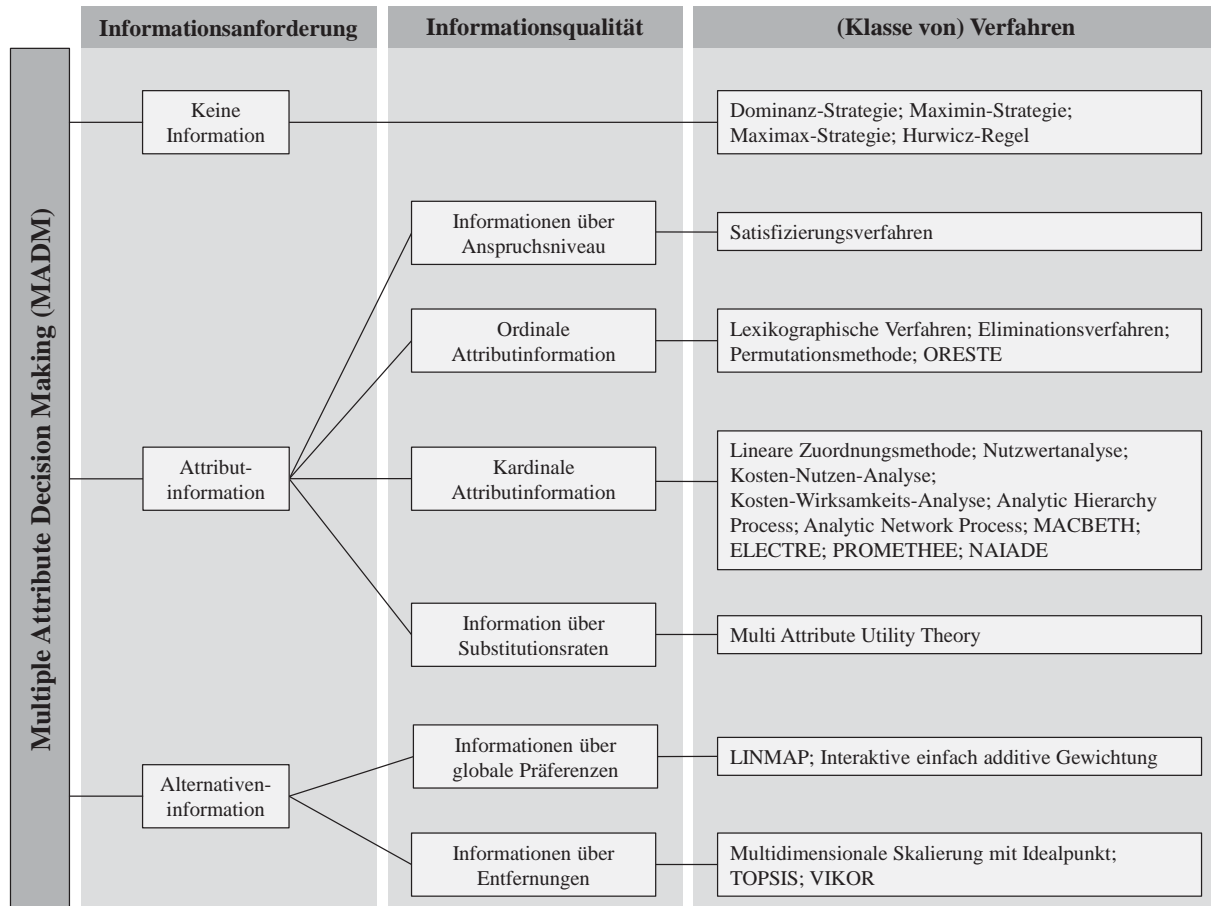 Informationsanforderung
Informationsqualität
(Klasse von) Verfahren
Multiple Attribute Decision Making (MADM)
Keine
Information
Dominanz-Strategie; Maximin-Strategie;
Maximax-Strategie; Hurwicz-Regel
Attribut-
information
Informationen über
Anspruchsniveau
Satisfizierungsverfahren
Ordinale
Attributinformation
Lexikographische Verfahren; Eliminationsverfahren;
Permutationsmethode; ORESTE
Kardinale
Attributinformation
Lineare Zuordnungsmethode; Nutzwertanalyse;
Kosten-Nutzen-Analyse;
Kosten-Wirksamkeits-Analyse; Analytic Hierarchy
Process; Analytic Network Process; MACBETH;
ELECTRE; PROMETHEE; NAIADE
Information über
Substitutionsraten
Multi Attribute Utility Theory
Alternativen-
information
Informationen über
globale Präferenzen
LINMAP; Interaktive einfach additive Gewichtung
Informationen über
Entfernungen
Multidimensionale Skalierung mit Idealpunkt;
TOPSIS; VIKOR